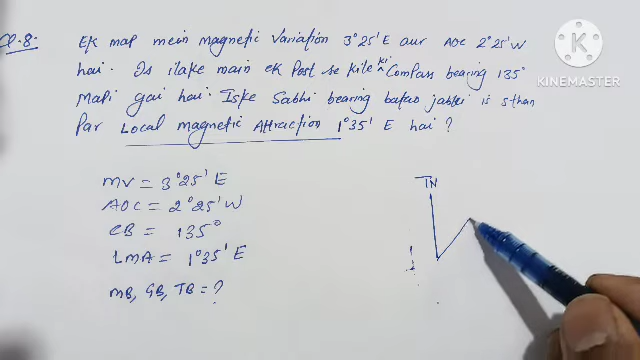 Q.8. Ek map mein magnetic variation 3°25'E aur AOC 2°25'W
hai. Is ilake main ek Post se kile ki Compass bearing 135°
Mapi gai hai. Iske Sabhi bearing batao jabki is sthan
Par Local magnetic Attraction 1°35' E hai?
KINEMASTER
MV = 3°25' E
AOC = 2°25' W
CB = 135°
LMA = 1°35' E
MB, GB, TB = ?
TN